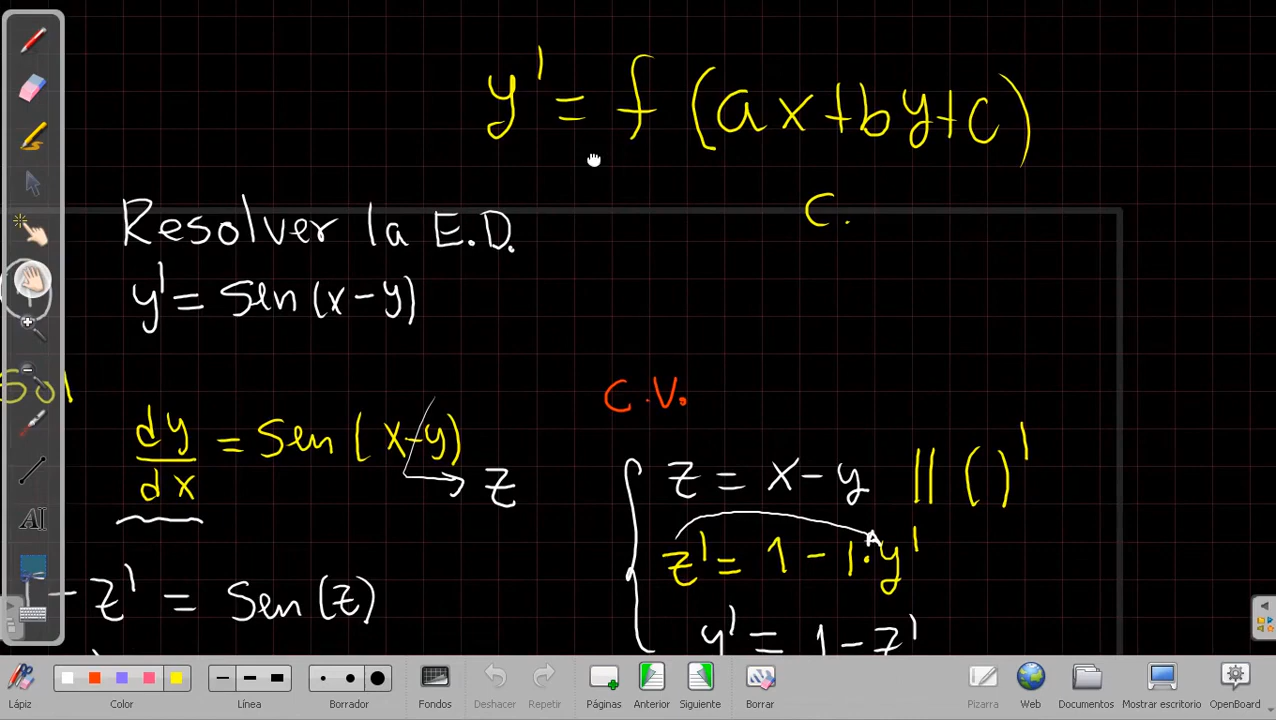 y' = f (ax+by+c)
C.
Resolver la E.D.
y' = Sen (x-y)
Sol
dy/dx = Sen (x-y)
z
C.V.
z = x-y || ()'
z' = 1 - 1·y'
y' = 1-z'
- z' = Sen(z)
Lápiz
Color
Línea
Borrador
Fondos
Deshacer
Repetir
Páginas
Anterior
Siguiente
Borrar
Pizarra
Web
Documentos
Mostrar escritorio
OpenBoard